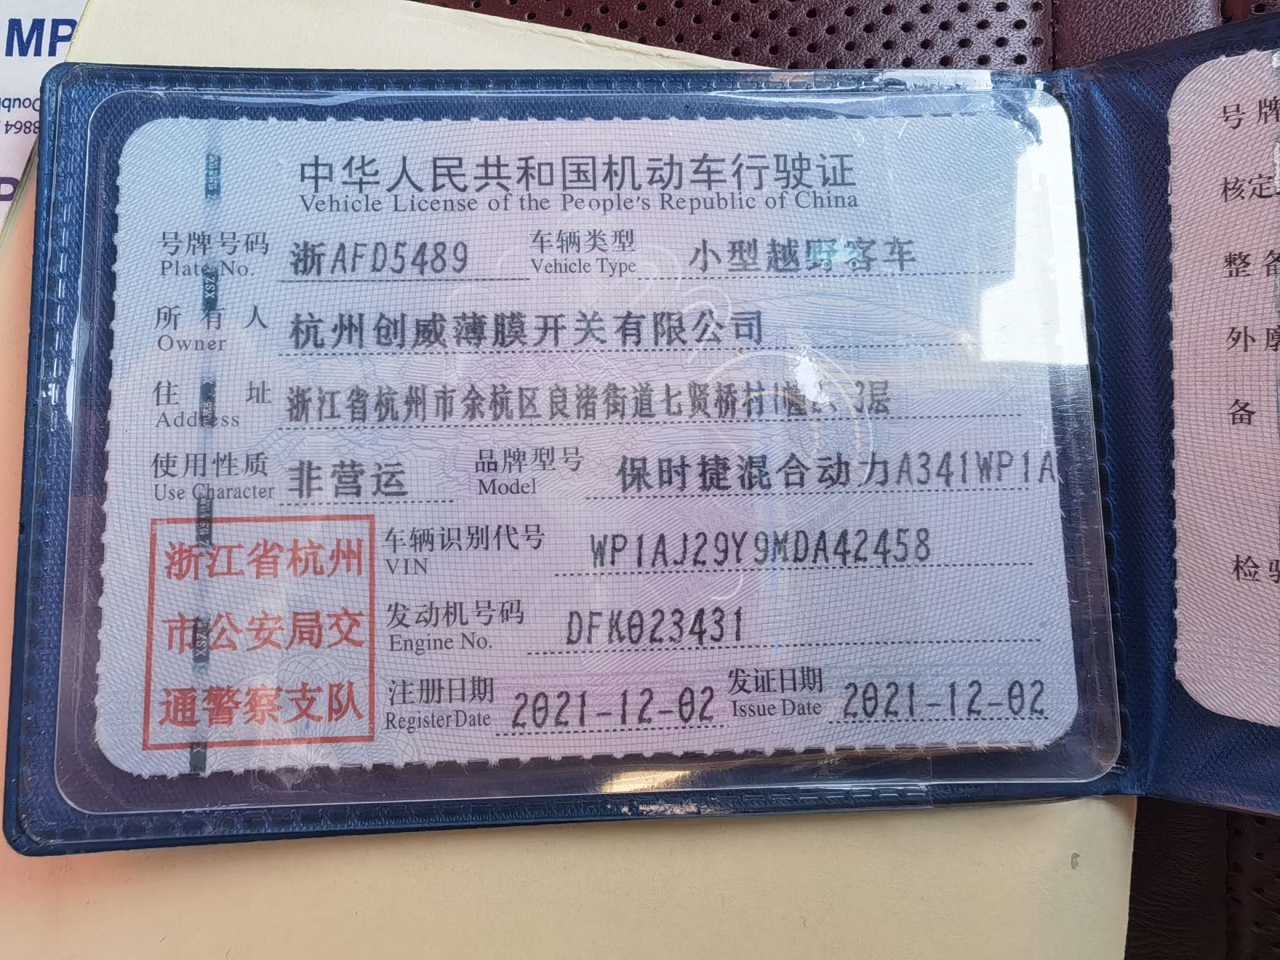 MP
中华人民共和国机动车行驶证
Vehicle License of the People's Republic of China
号牌号码 浙AFD5489 车辆类型 小型越野客车
Plate No. Vehicle Type
所有人 杭州创威薄膜开关有限公司
Owner
住址 浙江省杭州市余杭区良渚街道七贤桥村1幢 3层
Address
使用性质 非营运 品牌型号 保时捷混合动力A341WP1A
Use Character Model
浙江省杭州
市公安局交
通警察支队
车辆识别代号 WP1AJ29Y9MDA42458
VIN
发动机号码 DFK023431
Engine No.
注册日期 2021-12-02 发证日期 2021-12-02
Register Date Issue Date
号牌
核定
整备
外廓
备
检验